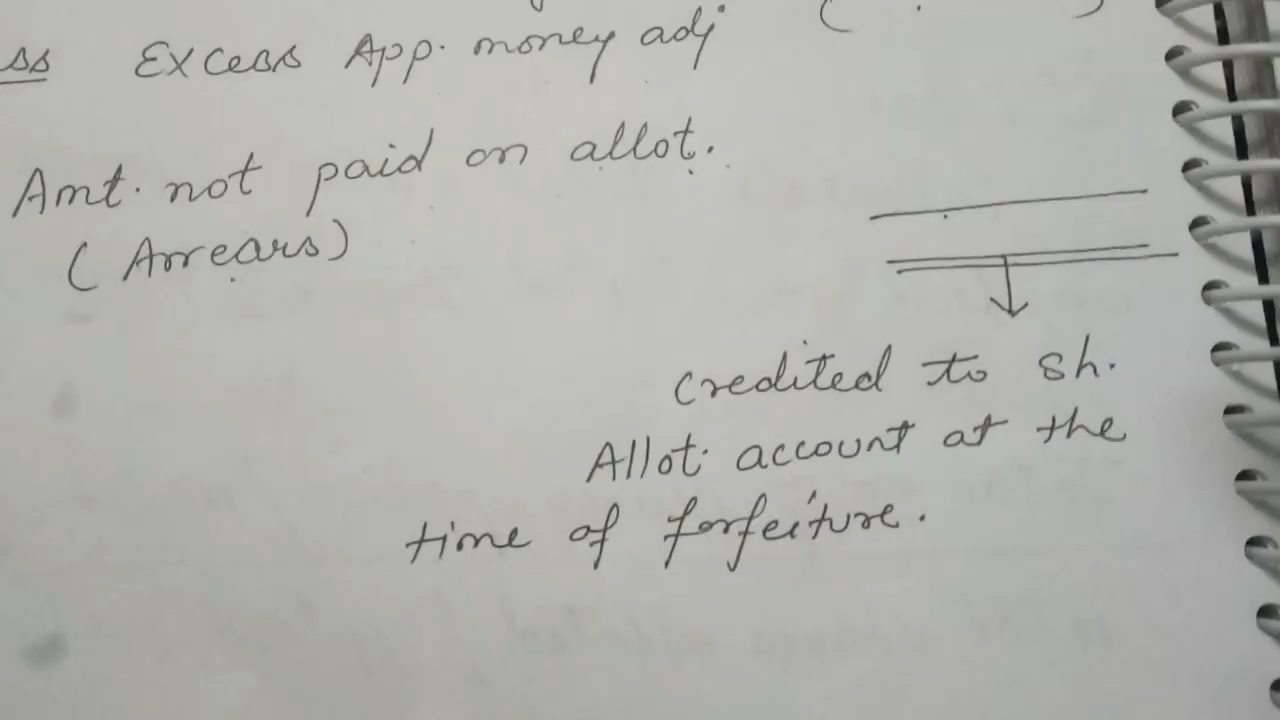 ss Excess App. money adj (
Amt. not paid on allot.
(Arrears)
credited to sh.
Allot. account at the
time of forfeiture.